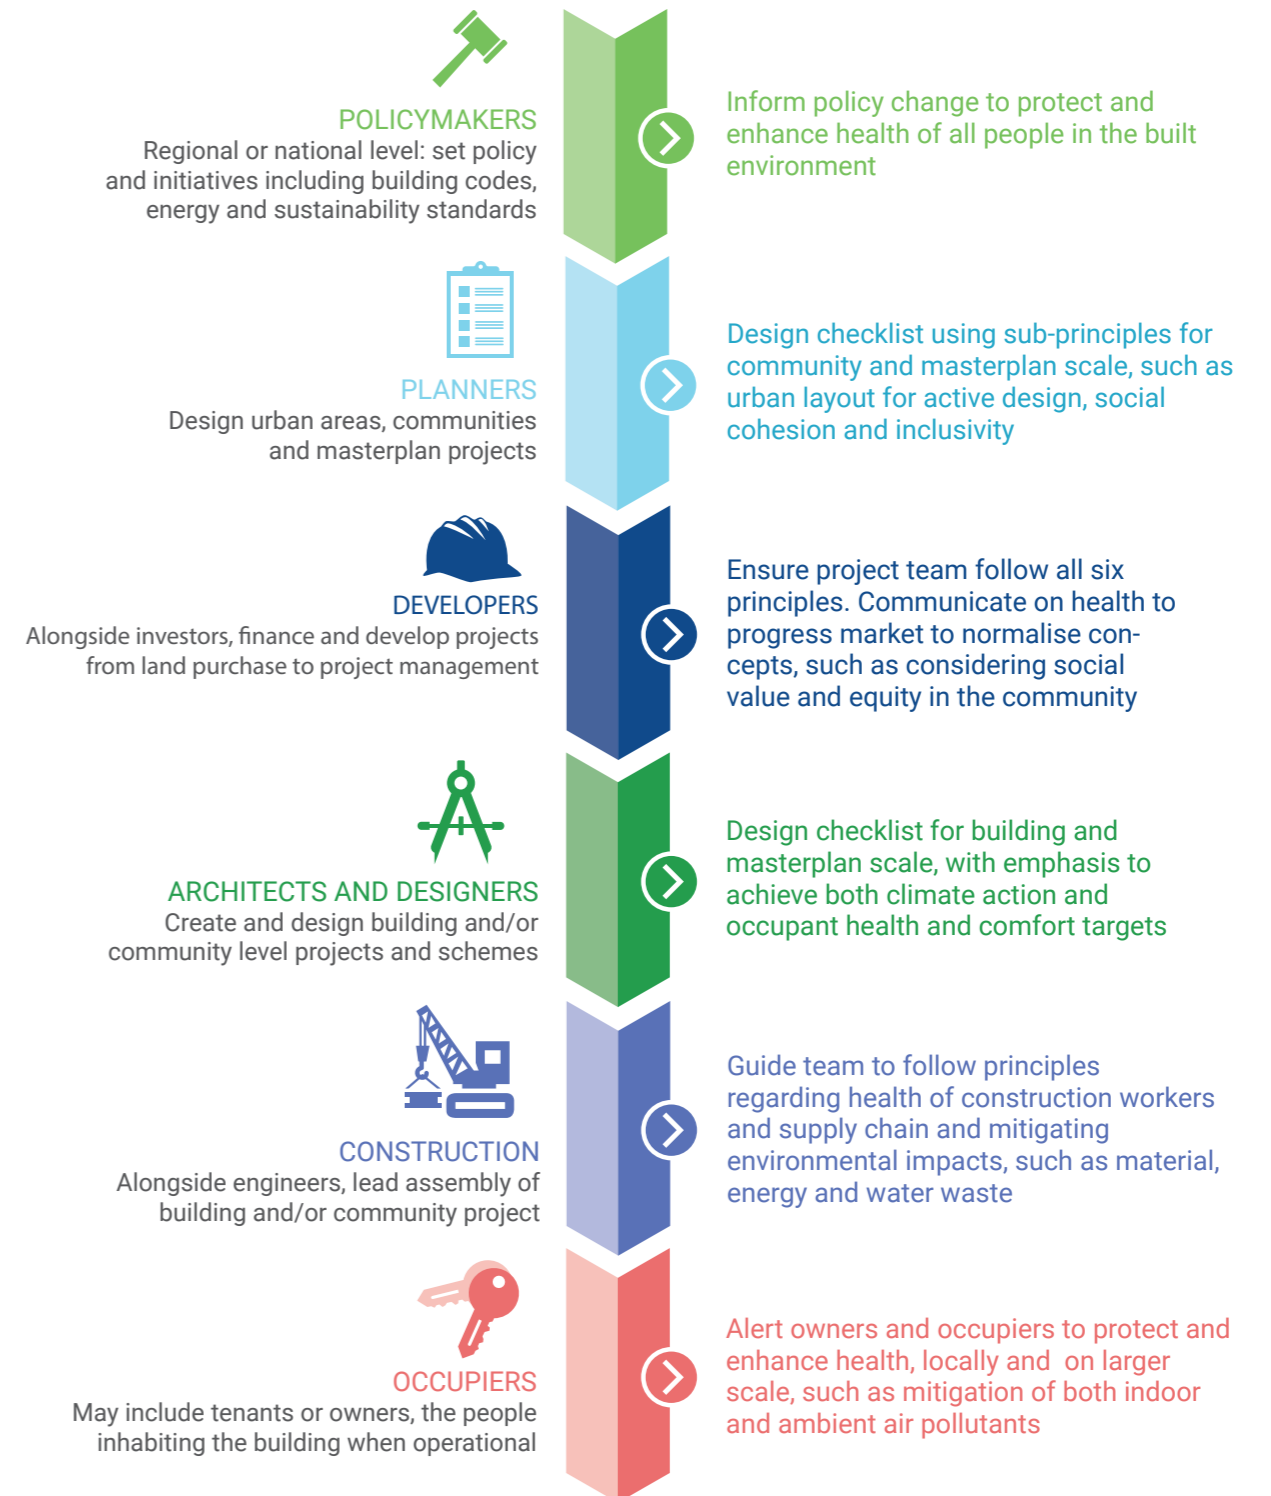 POLICYMAKERS
Regional or national level: set policy
and initiatives including building codes,
energy and sustainability standards
Inform policy change to protect and
enhance health of all people in the built
environment
PLANNERS
Design urban areas, communities
and masterplan projects
Design checklist using sub-principles for
community and masterplan scale, such as
urban layout for active design, social
cohesion and inclusivity
DEVELOPERS
Alongside investors, finance and develop projects
from land purchase to project management
Ensure project team follow all six
principles. Communicate on health to
progress market to normalise con-
cepts, such as considering social
value and equity in the community
ARCHITECTS AND DESIGNERS
Create and design building and/or
community level projects and schemes
Design checklist for building and
masterplan scale, with emphasis to
achieve both climate action and
occupant health and comfort targets
CONSTRUCTION
Alongside engineers, lead assembly of
building and/or community project
Guide team to follow principles
regarding health of construction workers
and supply chain and mitigating
environmental impacts, such as material,
energy and water waste
OCCUPIERS
May include tenants or owners, the people
inhabiting the building when operational
Alert owners and occupiers to protect and
enhance health, locally and  on larger
scale, such as mitigation of both indoor
and ambient air pollutants